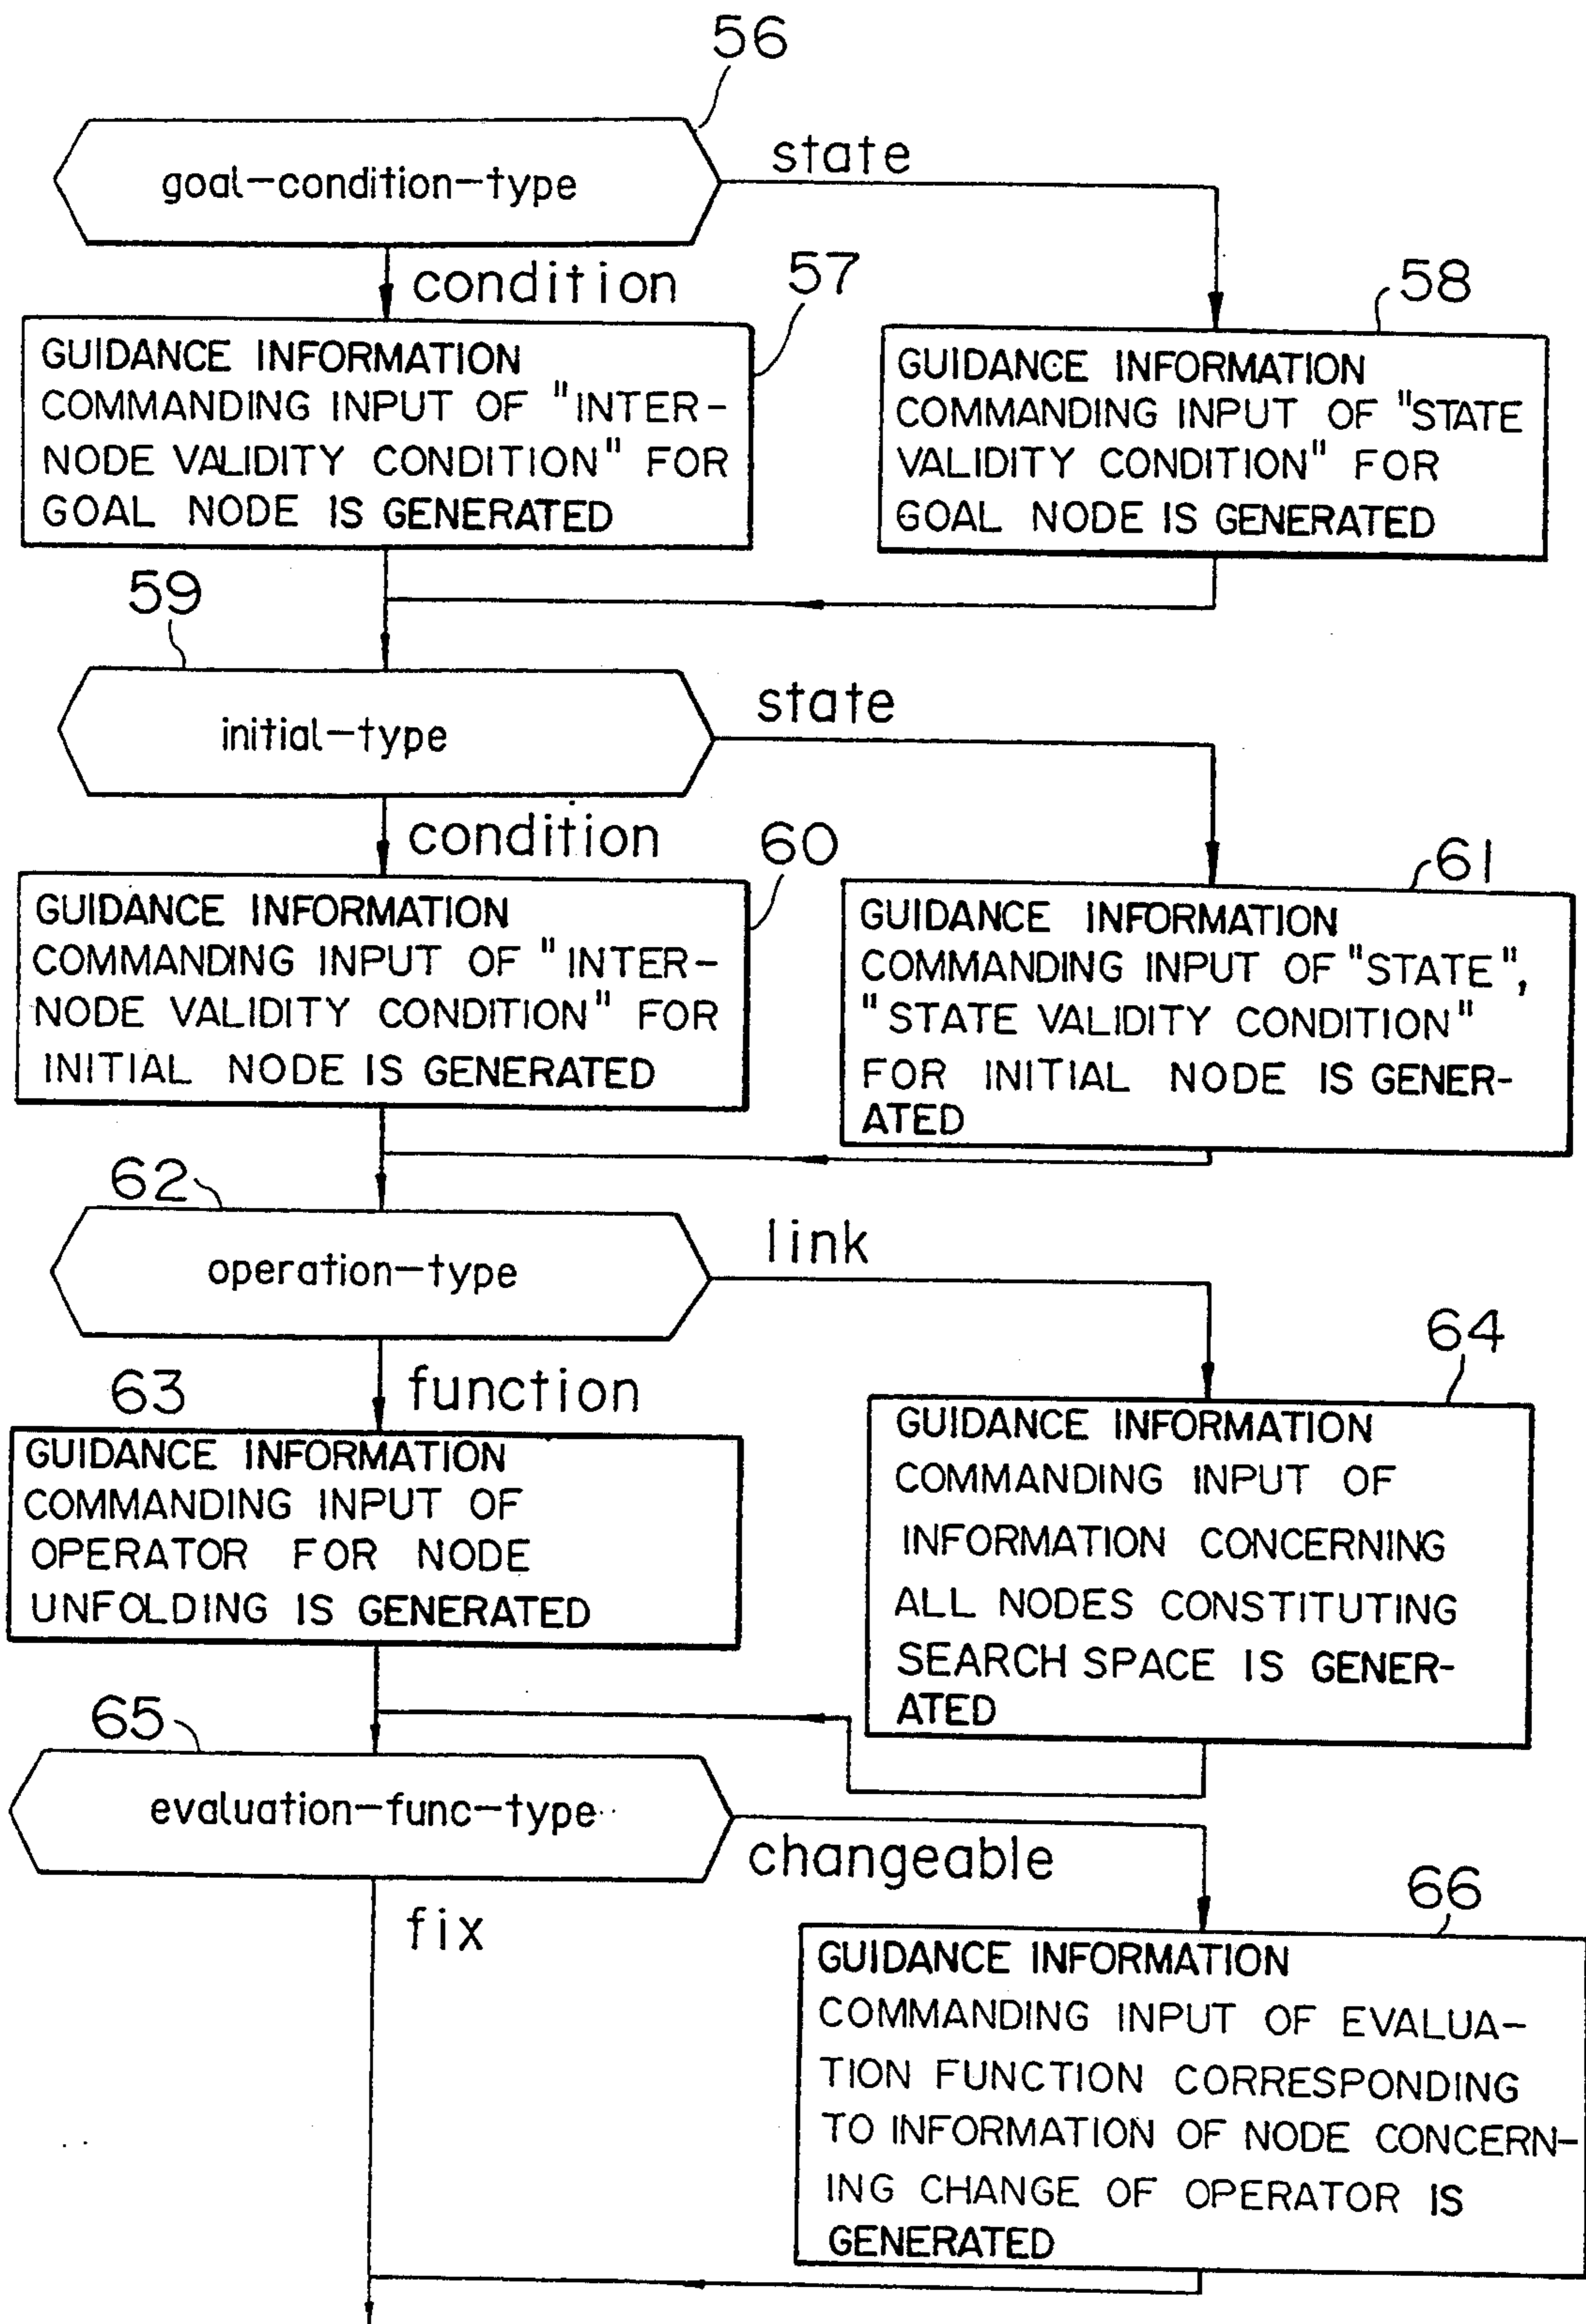 56
goal-condition-type
state
condition
57
58
GUIDANCE INFORMATION
COMMANDING INPUT OF "INTER-
NODE VALIDITY CONDITION" FOR
GOAL NODE IS GENERATED
GUIDANCE INFORMATION
COMMANDING INPUT OF "STATE
VALIDITY CONDITION" FOR
GOAL NODE IS GENERATED
59
initial-type
state
condition
60
61
GUIDANCE INFORMATION
COMMANDING INPUT OF "INTER-
NODE VALIDITY CONDITION" FOR
INITIAL NODE IS GENERATED
GUIDANCE INFORMATION
COMMANDING INPUT OF "STATE",
"STATE VALIDITY CONDITION"
FOR INITIAL NODE IS GENER-
ATED
62
operation-type
link
function
63
64
GUIDANCE INFORMATION
COMMANDING INPUT OF
OPERATOR FOR NODE
UNFOLDING IS GENERATED
GUIDANCE INFORMATION
COMMANDING INPUT OF
INFORMATION CONCERNING
ALL NODES CONSTITUTING
SEARCH SPACE IS GENER-
ATED
65
evaluation-func-type
changeable
fix
66
GUIDANCE INFORMATION
COMMANDING INPUT OF EVALUA-
TION FUNCTION CORRESPONDING
TO INFORMATION OF NODE CONCERN-
ING CHANGE OF OPERATOR IS
GENERATED